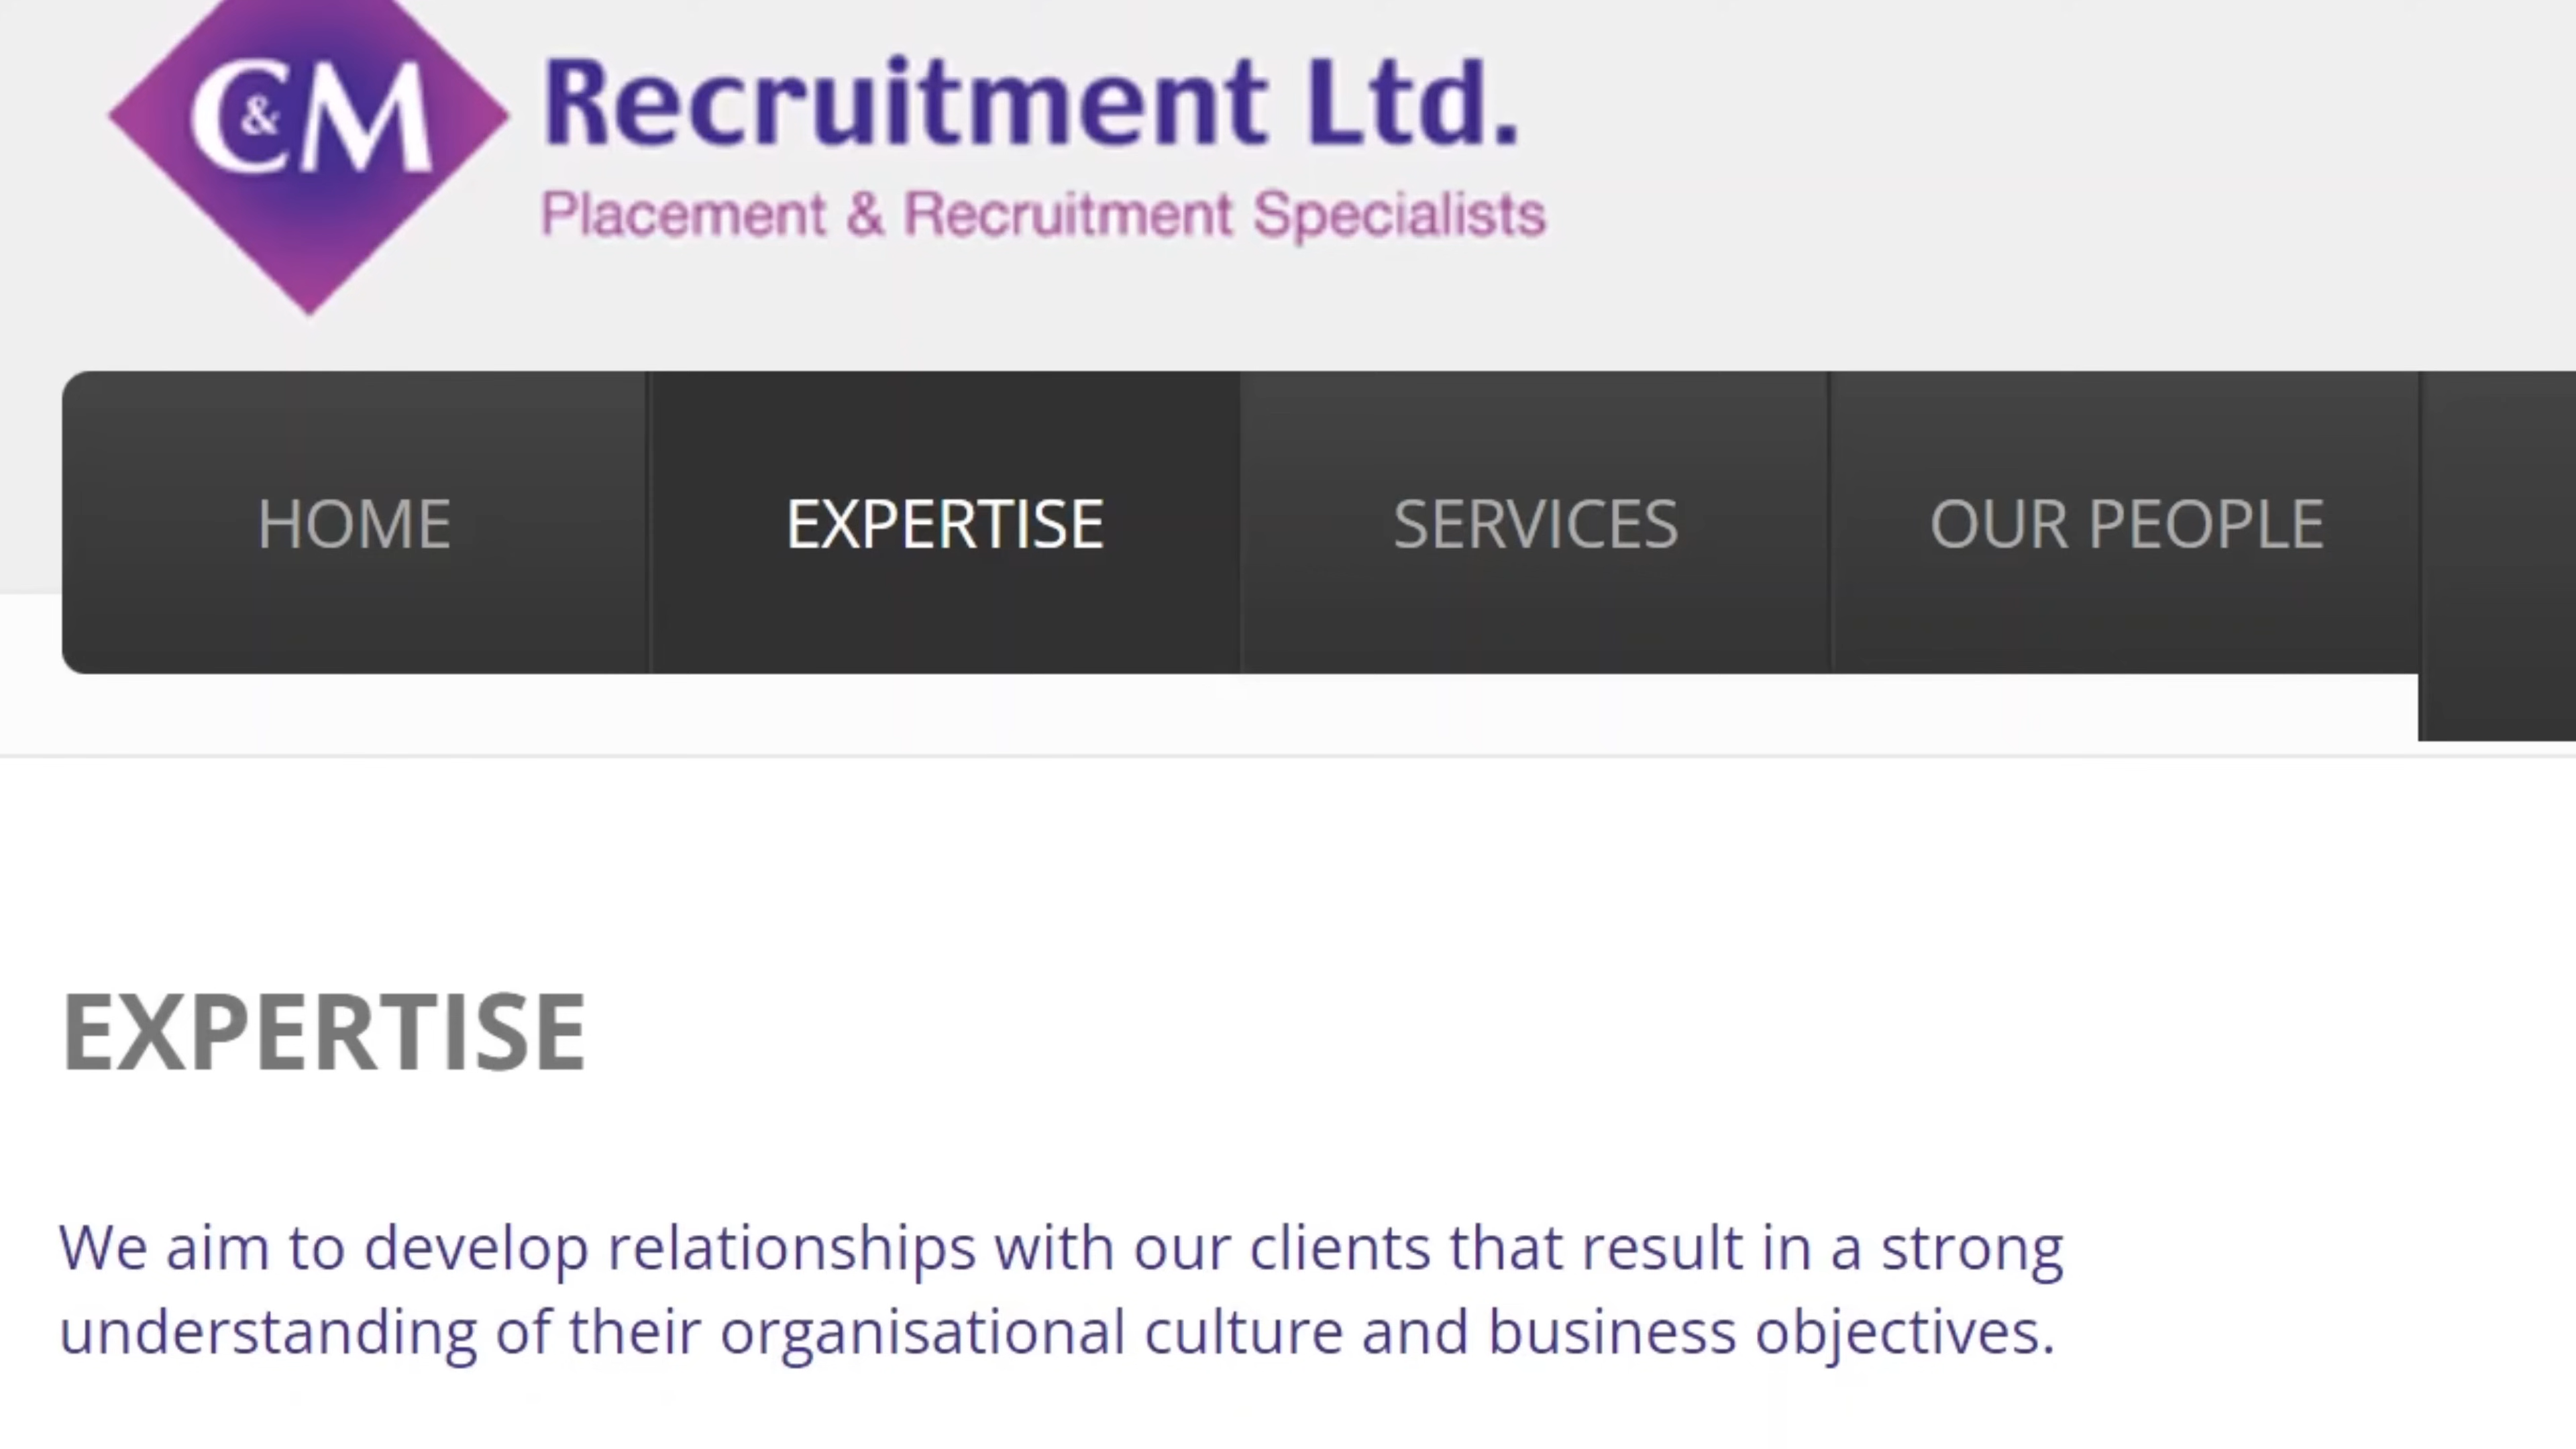 C&M
Recruitment Ltd.
Placement & Recruitment Specialists
HOME EXPERTISE SERVICES OUR PEOPLE
EXPERTISE
We aim to develop relationships with our clients that result in a strong
understanding of their organisational culture and business objectives.